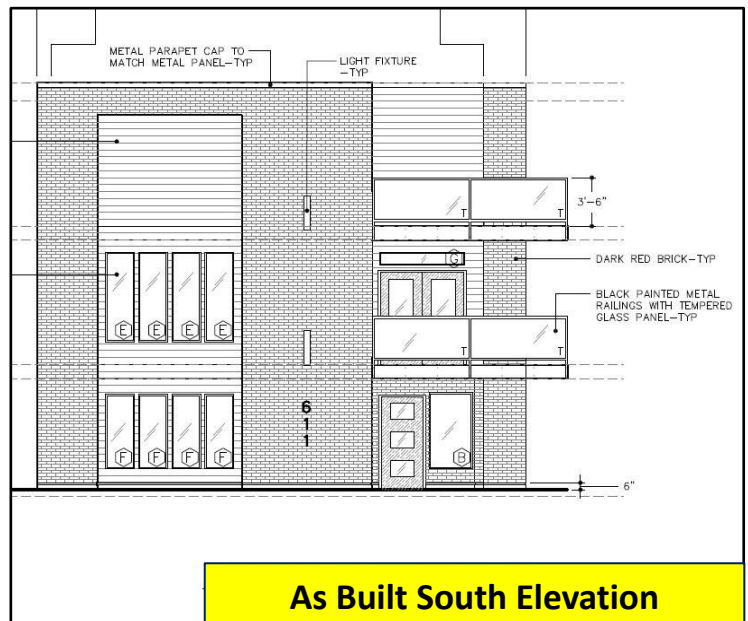 METAL PARAPET CAP TO
MATCH METAL PANEL-TYP
LIGHT FIXTURE
-TYP
T
T
3'-6"
G
DARK RED BRICK-TYP
BLACK PAINTED METAL
RAILINGS WITH TEMPERED
GLASS PANEL-TYP
E
E
E
E
T
T
6
1
1
F
F
F
F
B
6"
As Built South Elevation